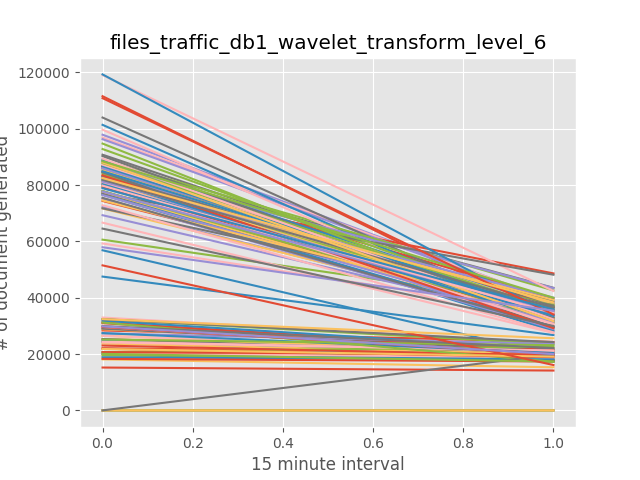 files_traffic_db1_wavelet_transform_level_6
# of document generated
120000
100000
80000
60000
40000
20000
0
0.0 0.2 0.4 0.6 0.8 1.0
15 minute interval